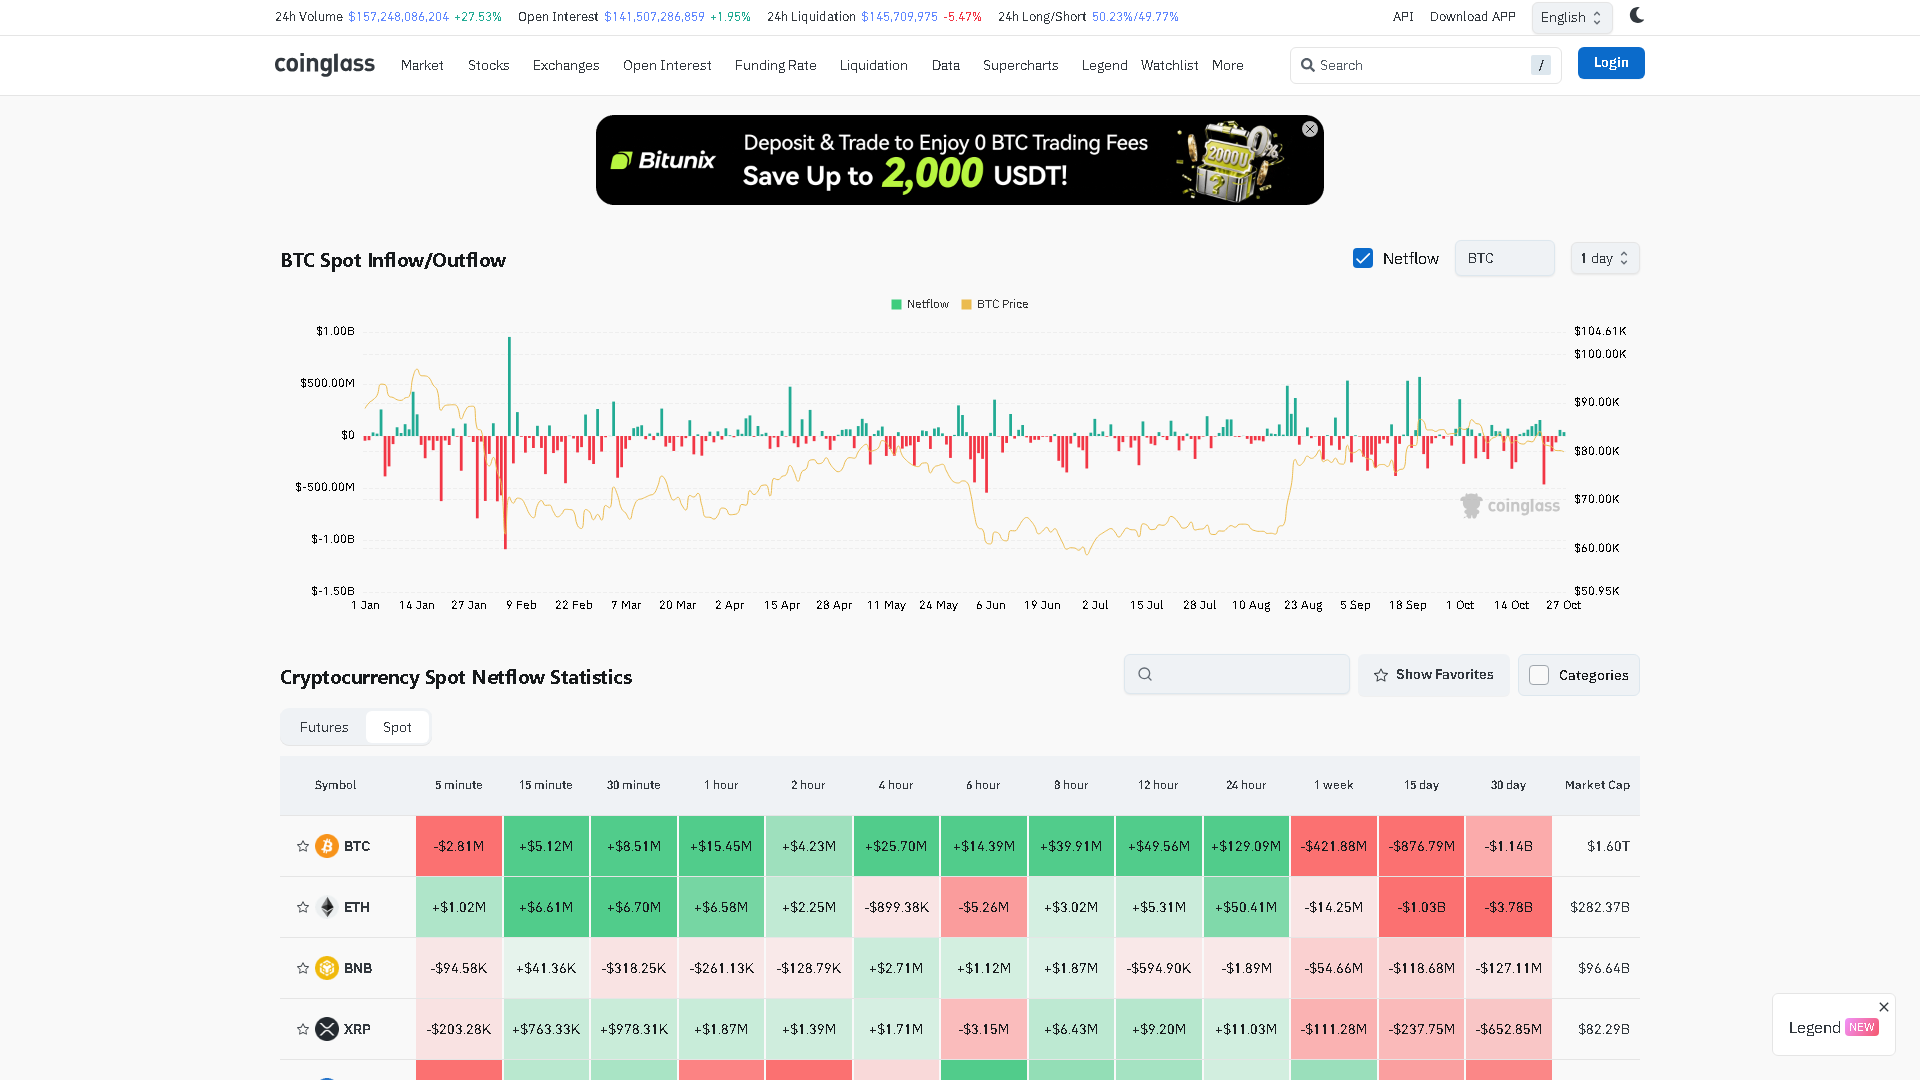 24h Volume $157,248,086,204 +27.53% Open Interest $141,507,286,859 +1.95% 24h Liquidation $145,709,975 -5.47% 24h Long/Short 50.23%/49.77% API Download APP English
coinglass Market Stocks Exchanges Open Interest Funding Rate Liquidation Data Supercharts Legend Watchlist More Search / Login
Bitunix Deposit & Trade to Enjoy 0 BTC Trading Fees
Save Up to 2,000 USDT!
2000U 0% ?
BTC Spot Inflow/Outflow Netflow BTC 1 day
Netflow BTC Price
$1.00B $104.61K
$100.00K
$500.00M $90.00K
$0 $80.00K
$-500.00M $70.00K
coinglass
$-1.00B $60.00K
$-1.50B $50.95K
1 Jan 14 Jan 27 Jan 9 Feb 22 Feb 7 Mar 20 Mar 2 Apr 15 Apr 28 Apr 11 May 24 May 6 Jun 19 Jun 2 Jul 15 Jul 28 Jul 10 Aug 23 Aug 5 Sep 18 Sep 1 Oct 14 Oct 27 Oct
Cryptocurrency Spot Netflow Statistics Show Favorites Categories
Futures Spot
Symbol 5 minute 15 minute 30 minute 1 hour 2 hour 4 hour 6 hour 8 hour 12 hour 24 hour 1 week 15 day 30 day Market Cap
BTC -$2.81M +$5.12M +$8.51M +$15.45M +$4.23M +$25.70M +$14.39M +$39.91M +$49.56M +$129.09M -$421.88M -$876.79M -$1.14B $1.60T
ETH +$1.02M +$6.61M +$6.70M +$6.58M +$2.25M -$899.38K -$5.26M +$3.02M +$5.31M +$50.41M -$14.25M -$1.03B -$3.78B $282.37B
BNB -$94.58K +$41.36K -$318.25K -$261.13K -$128.79K +$2.71M +$1.12M +$1.87M -$594.90K -$1.89M -$54.66M -$118.68M -$127.11M $96.64B
XRP -$203.28K +$763.33K +$978.31K +$1.87M +$1.39M +$1.71M -$3.15M +$6.43M +$9.20M +$11.03M -$111.28M -$237.75M -$652.85M $82.29B
Legend NEW